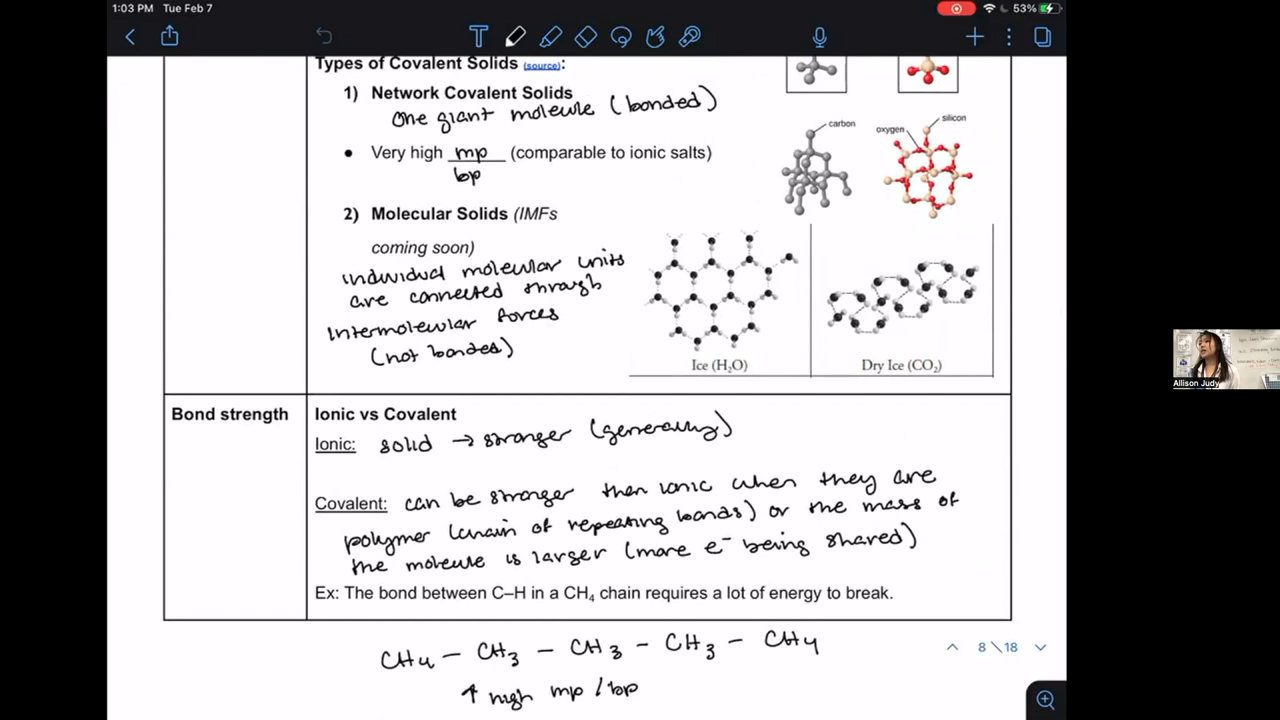 1:03 PM Tue Feb 7
53%
Types of Covalent Solids (source):
1) Network Covalent Solids
One giant molecule (bonded)
• Very high mp (comparable to ionic salts)
bp
carbon
oxygen
silicon
2) Molecular Solids (IMFs
coming soon)
individual molecular units
are connected through
intermolecular forces
(not bonded)
Ice (H₂O)
Dry Ice (CO₂)
Bond strength
Ionic vs Covalent
Ionic: solid → stronger (generally)
Covalent: can be stronger then ionic when they are
polymer (chain of repeating bonds) or the mass of
the molecule is larger (more e⁻ being shared)
Ex: The bond between C–H in a CH₄ chain requires a lot of energy to break.
CH4 – CH3 – CH3 – CH3 – CH4
↑ high mp / bp
8 \ 18
Allison Judy